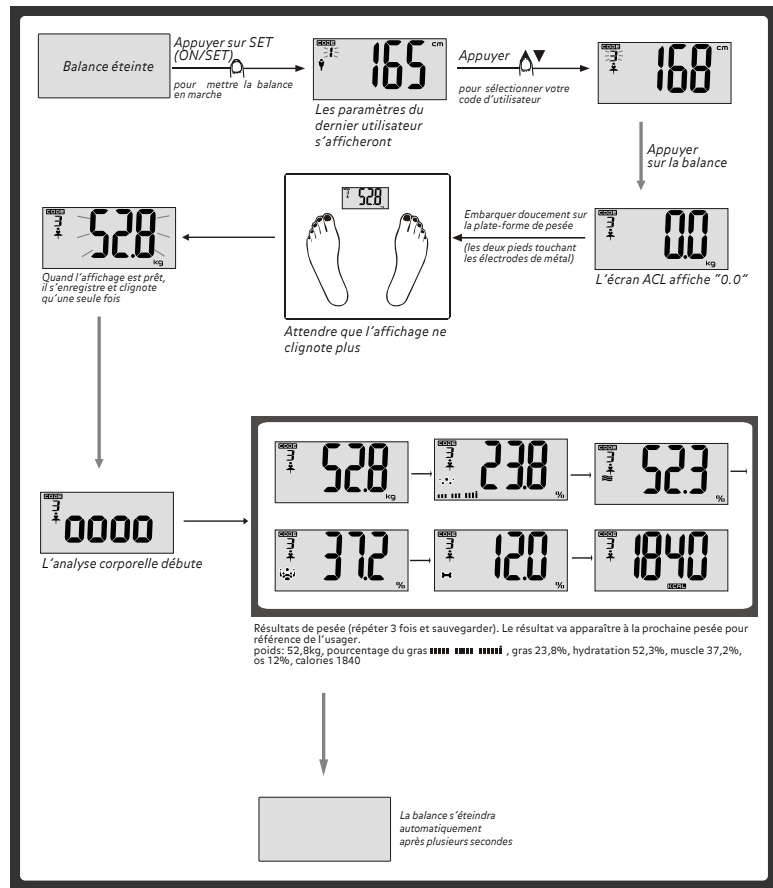 Balance éteinte
Appuyer sur SET
(ON/SET)
pour mettre la balance
en marche
CODE
1
165 cm
Les paramètres du
dernier utilisateur
s'afficheront
Appuyer
pour sélectionner votre
code d'utilisateur
CODE
3
168 cm
Appuyer
sur la balance
CODE
3
0.0
kg
L'écran ACL affiche "0.0"
Embarquer doucement sur
la plate-forme de pesée
(les deux pieds touchant
les électrodes de métal)
52.8
Attendre que l'affichage ne
clignote plus
CODE
3
52.8
kg
Quand l'affichage est prêt,
il s'enregistre et clignote
qu'une seule fois
CODE
3
0000
L'analyse corporelle débute
CODE
3
52.8
kg
CODE
3
23.8
%
CODE
3
52.3
%
CODE
3
37.2
%
CODE
3
12.0
%
CODE
3
1840
KCAL
Résultats de pesée (répéter 3 fois et sauvegarder). Le résultat va apparaître à la prochaine pesée pour
référence de l'usager.
poids: 52,8kg, pourcentage du gras , gras 23,8%, hydratation 52,3%, muscle 37,2%,
os 12%, calories 1840
La balance s'éteindra
automatiquement
après plusieurs secondes